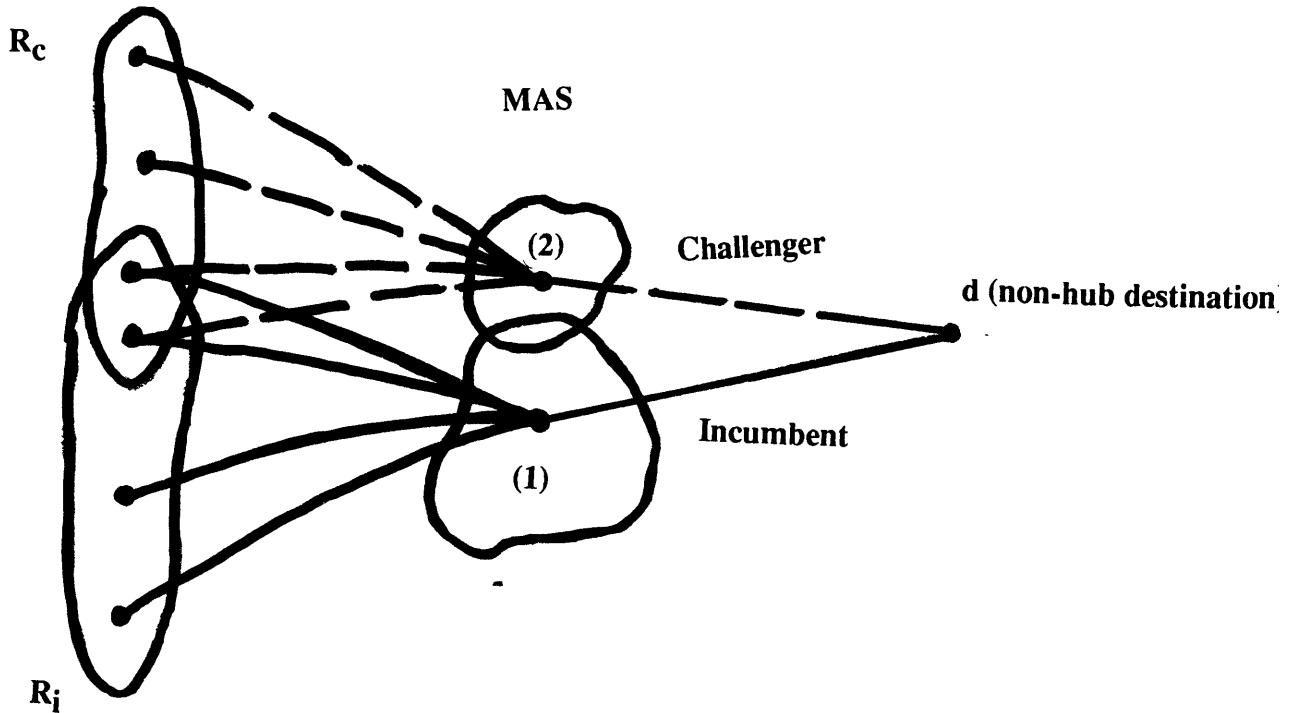 R_c
MAS
(2)
Challenger
d (non-hub destination)
Incumbent
(1)
R_i